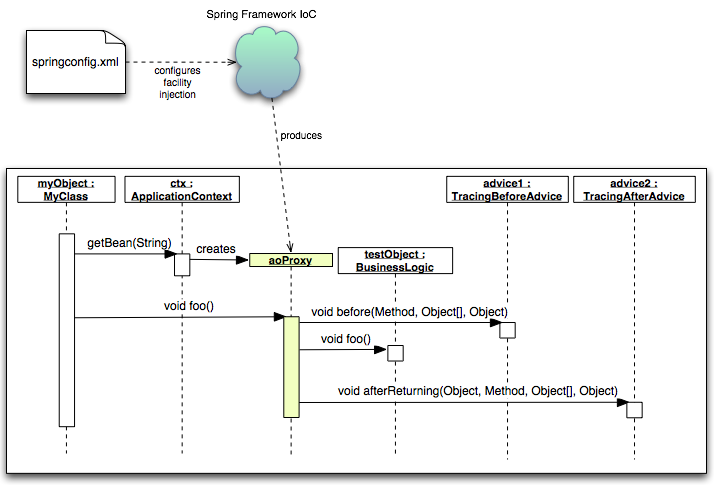 Spring Framework IoC
springconfig.xml
configures
facility
injection
produces
myObject :
MyClass
ctx :
ApplicationContext
advice1 :
TracingBeforeAdvice
advice2 :
TracingAfterAdvice
getBean(String)
creates
aoProxy
testObject :
BusinessLogic
void foo()
void before(Method, Object[], Object)
void foo()
void afterReturning(Object, Method, Object[], Object)